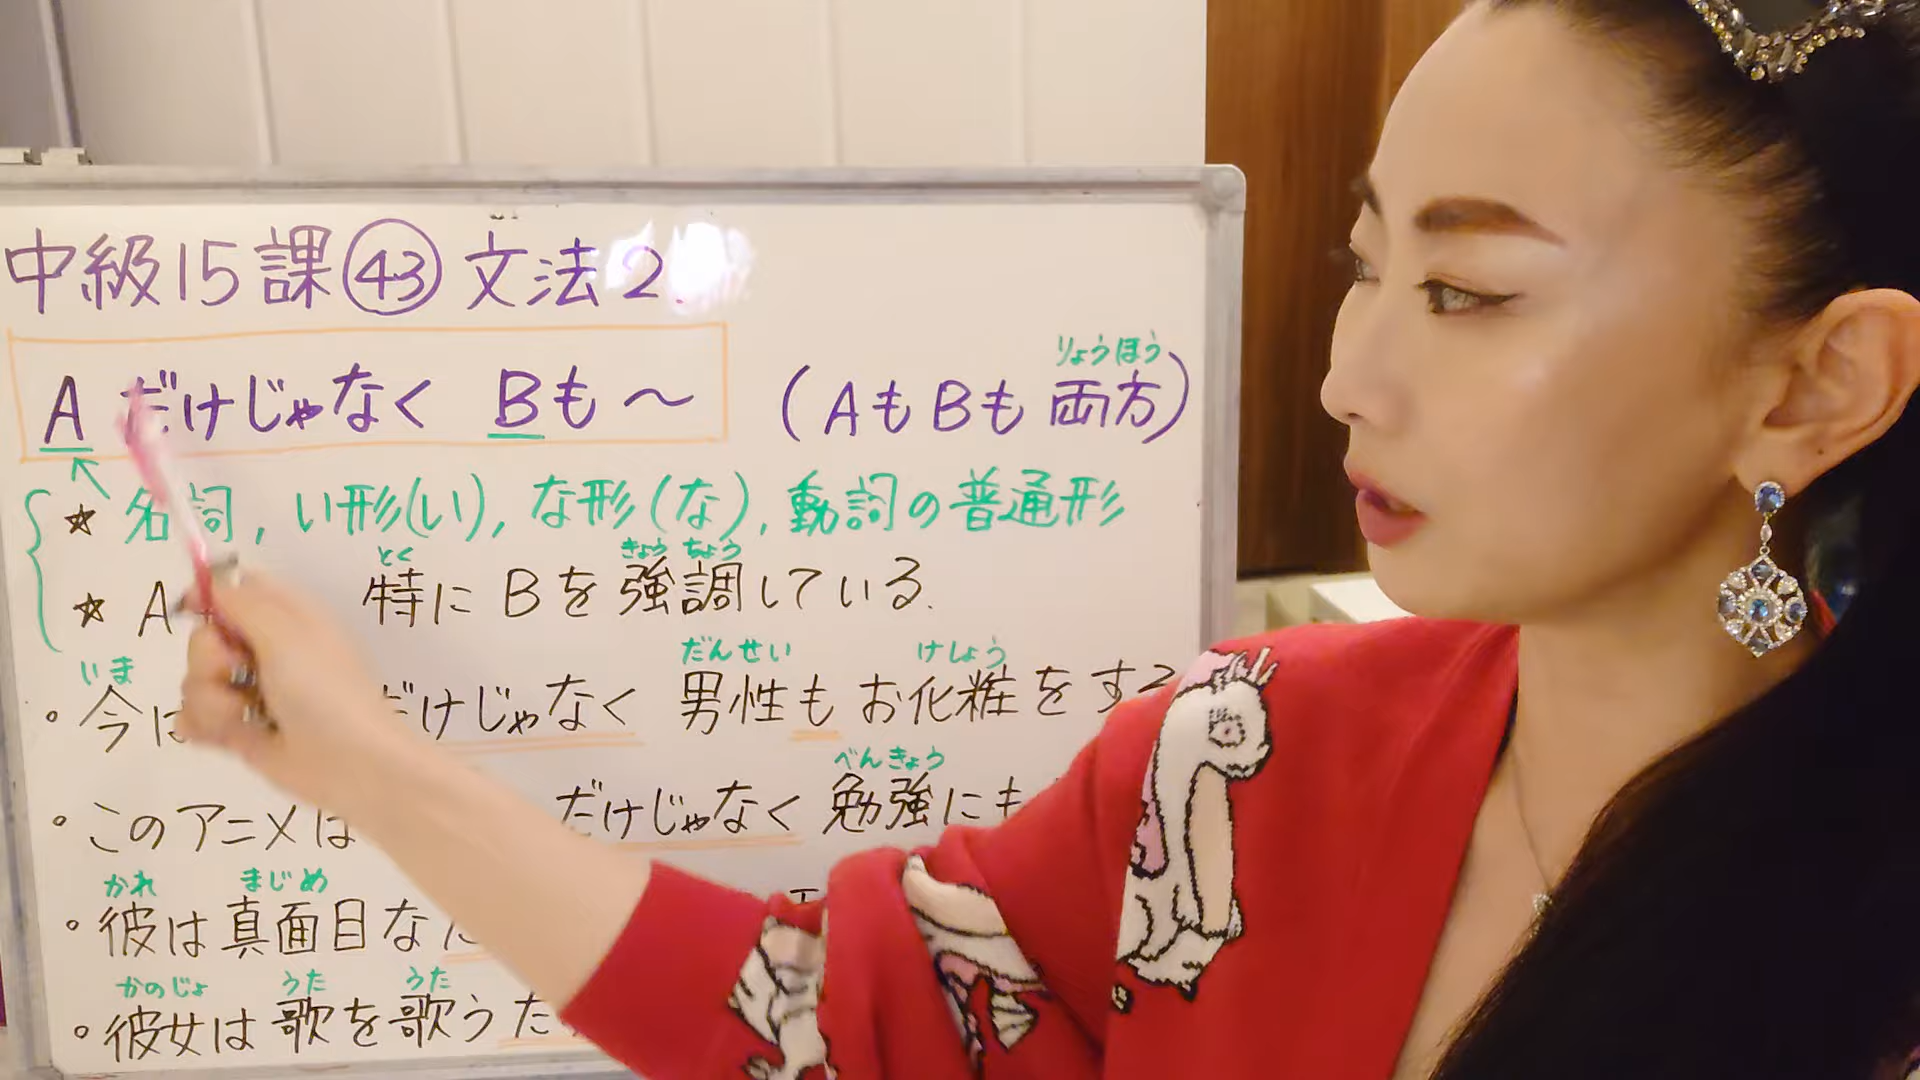 中級15課㊸文法2
りょうほう
A だけじゃなく Bも～ (AもBも両方)
★ 名詞, い形(い), な形(な), 動詞の普通形
とく きょうちょう
★ A 特にBを強調している.
いま だんせい けしょう
・今は だけじゃなく 男性もお化粧をする
べんきょう
・このアニメは だけじゃなく 勉強にも
かれ まじめ
・彼は真面目なだ
かのじょ うた うた
・彼女は歌を歌うだ